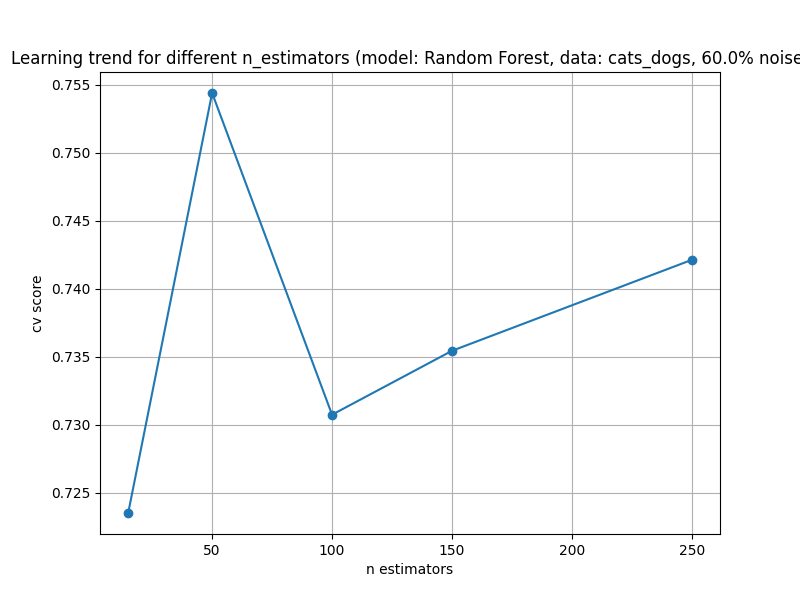 Learning trend for different n_estimators (model: Random Forest, data: cats_dogs, 60.0% noise
0.755
0.750
0.745
0.740
0.735
0.730
0.725
cv score
50 100 150 200 250
n estimators